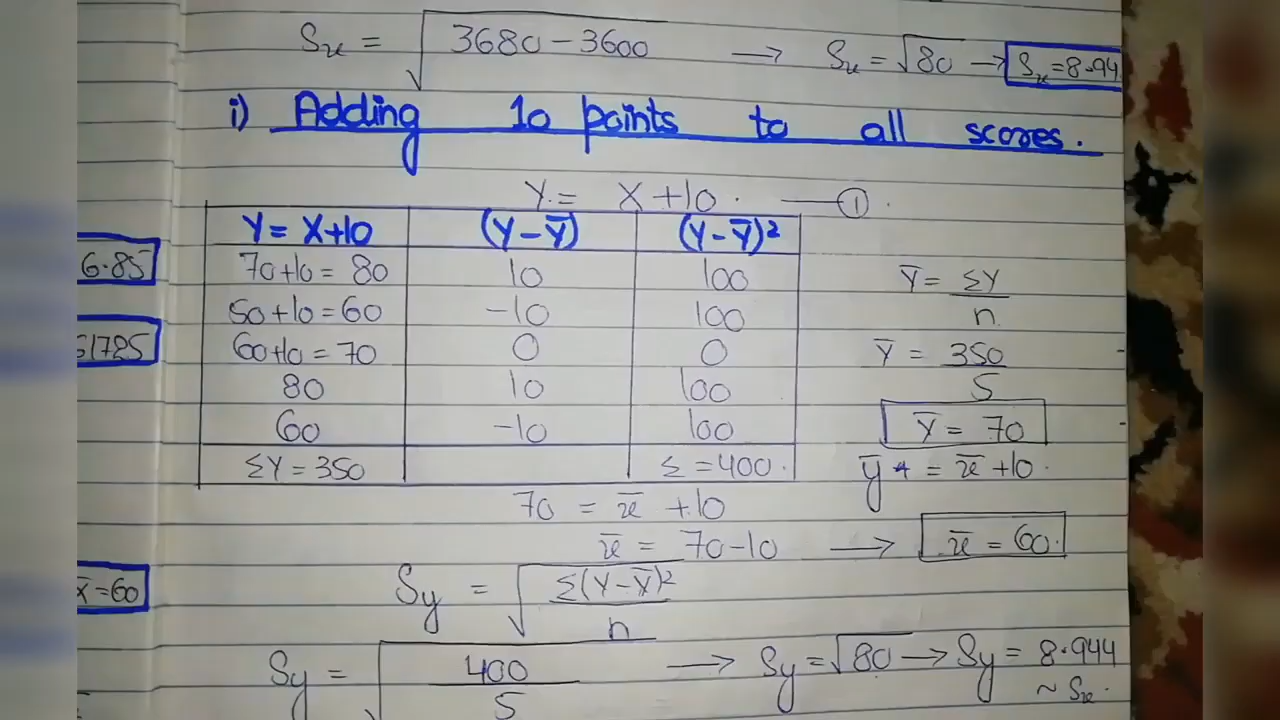 Sx = √3680-3600 → Sx = √80 → Sx = 8.94
i) Adding 10 points to all scores.
Y = X +10. — ①.
Y = X+10 (Y-Ȳ) (Y-Ȳ)²
6.85 70+10 = 80 10 100 Ȳ = ΣY/n
50+10=60 -10 100
51725 60+10 = 70 0 0 Ȳ = 350/5
80 10 100
60 -10 100 Ȳ = 70
ΣY = 350 Σ = 400. ȳ = x̄ +10.
70 = x̄ +10
x̄ = 70-10 → x̄ = 60.
x̄=60 Sy = √Σ(Y-Ȳ)²/n
Sy = √400/5 → Sy = √80 → Sy = 8.944
~ Sx.